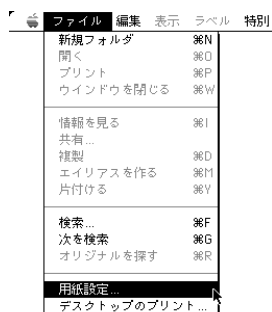 ファイル 編集 表示 ラベル 特別
新規フォルダ ⌘N
開く ⌘O
プリント ⌘P
ウインドウを閉じる ⌘W
情報を見る ⌘I
共有...
複製 ⌘D
エイリアスを作る ⌘M
片付ける ⌘Y
検索... ⌘F
次を検索 ⌘G
オリジナルを探す ⌘R
用紙設定...
デスクトップのプリント...